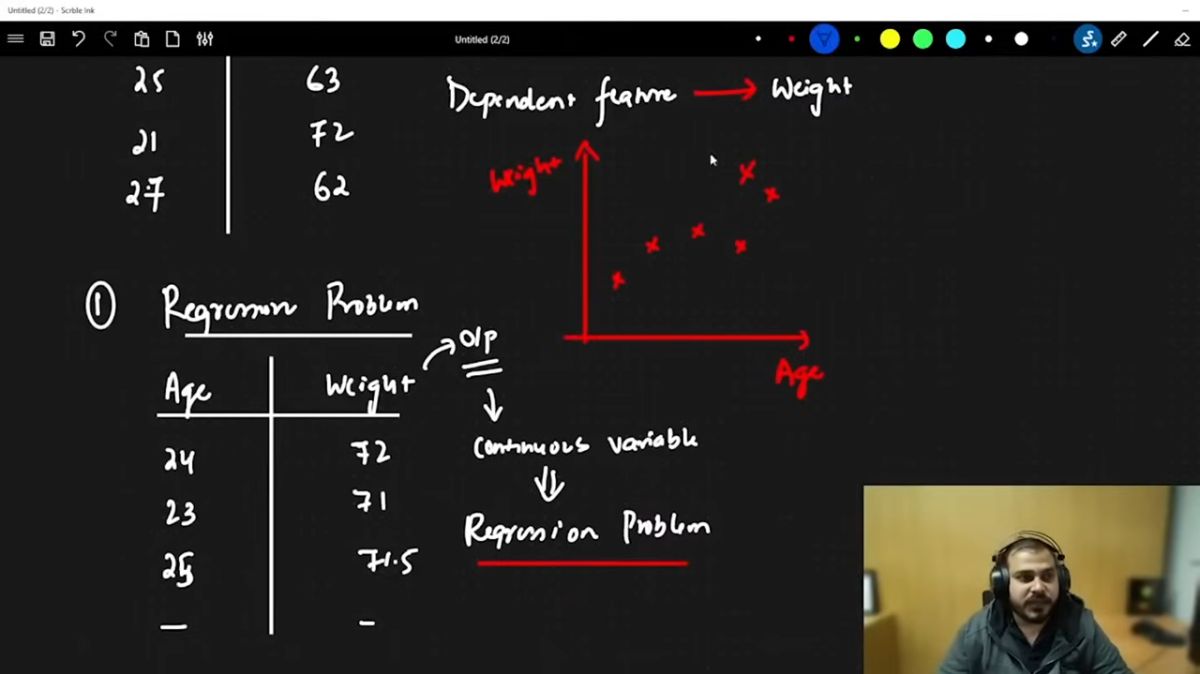 Untitled (2/2) - Scrble Ink
Untitled (2/2)
25 63
21 72
27 62
Dependent feature → Weight
Weight
Age
① Regression Problem
Age Weight → O/P
24 72
23 71
25 71.5
— –
↓
Continuous variable
⇓
Regression Problem